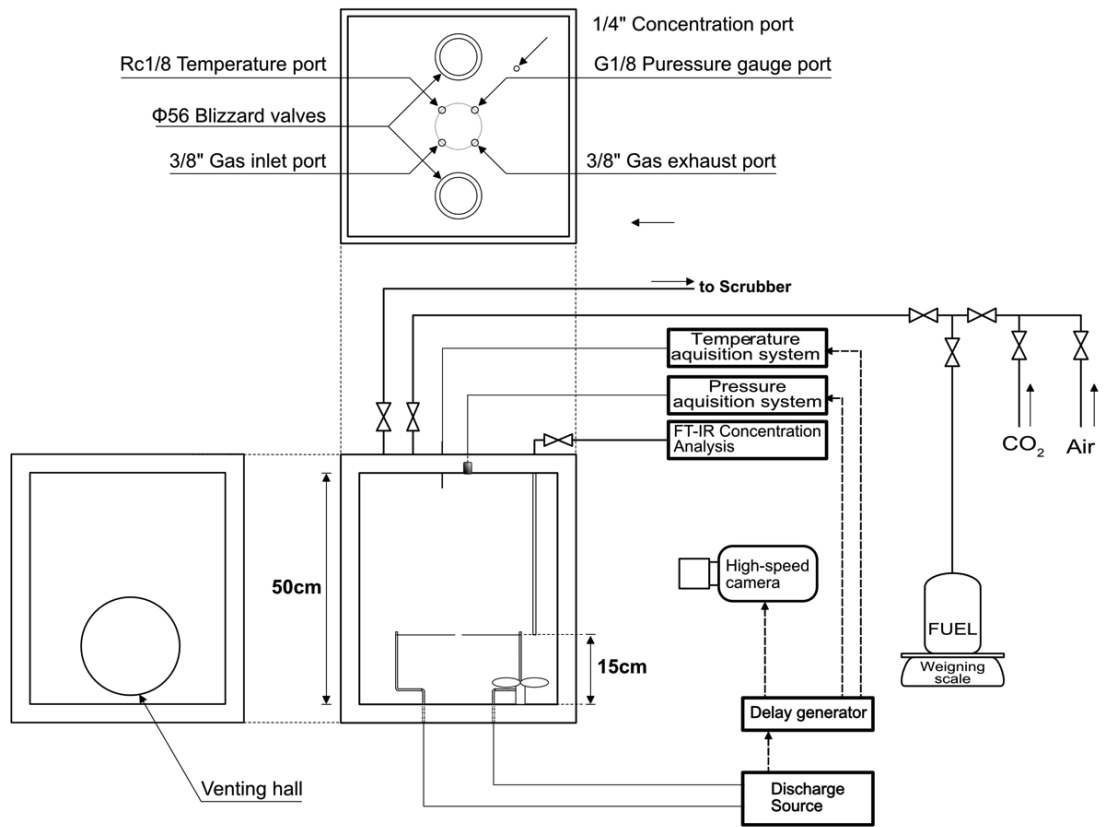 1/4" Concentration port
Rc1/8 Temperature port
G1/8 Puressure gauge port
Φ56 Blizzard valves
3/8" Gas inlet port
3/8" Gas exhaust port
to Scrubber
Temperature
aquisition system
Pressure
aquisition system
FT-IR Concentration
Analysis
CO₂
Air
50cm
High-speed
camera
FUEL
Weigning
scale
15cm
Delay generator
Venting hall
Discharge
Source